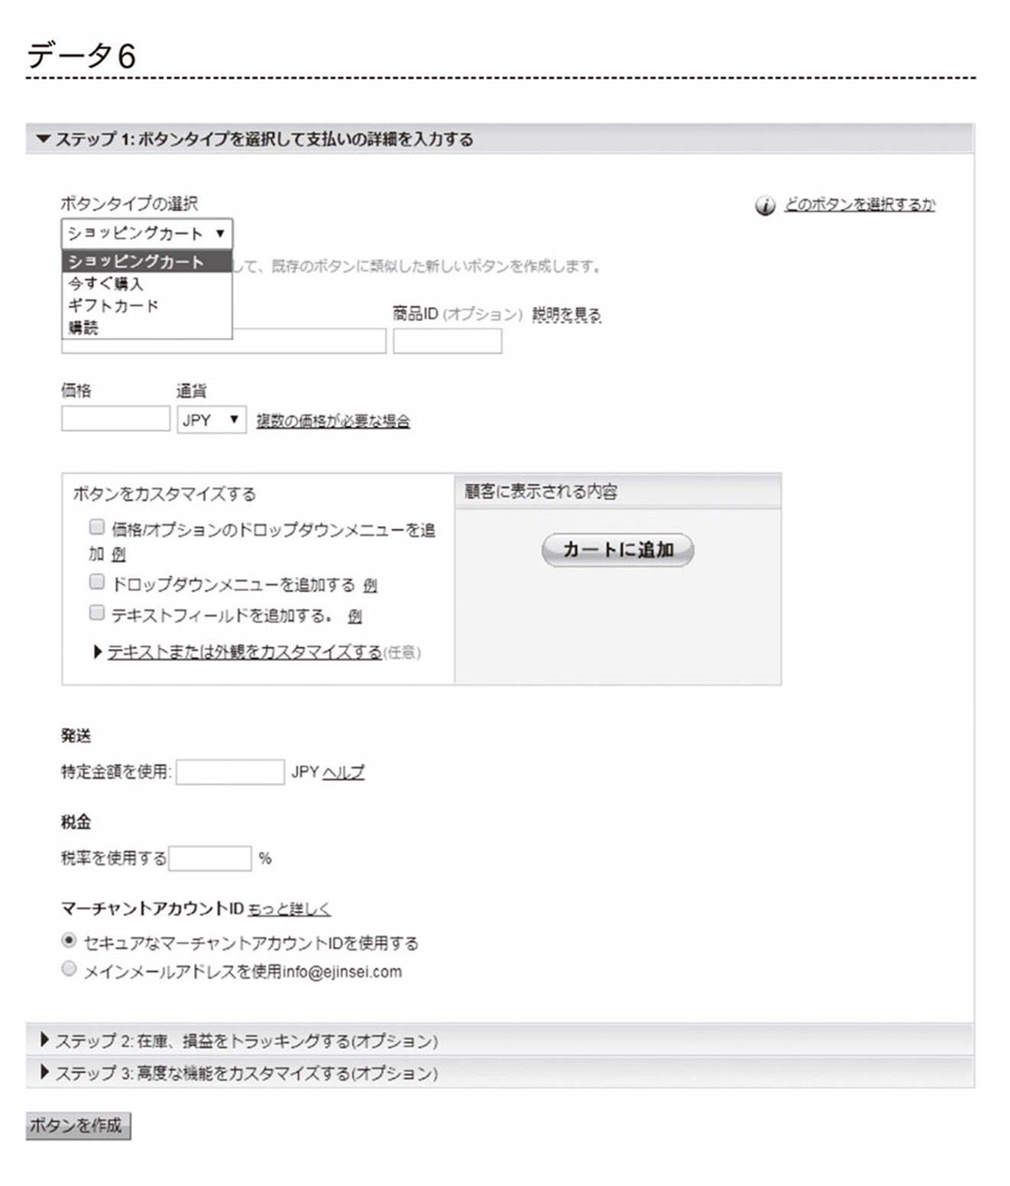 データ6
▼ ステップ 1: ボタンタイプを選択して支払いの詳細を入力する
ボタンタイプの選択
どのボタンを選択するか
ショッピングカート ▼
ショッピングカート
して、既存のボタンに類似した新しいボタンを作成します。
今すぐ購入
ギフトカード
購読
商品ID (オプション) 説明を見る
価格 通貨
JPY ▼ 複数の価格が必要な場合
ボタンをカスタマイズする
価格/オプションのドロップダウンメニューを追
加 例
ドロップダウンメニューを追加する 例
テキストフィールドを追加する。 例
▶ テキストまたは外観をカスタマイズする(任意)
顧客に表示される内容
カートに追加
発送
特定金額を使用: JPY ヘルプ
税金
税率を使用する %
マーチャントアカウントID もっと詳しく
セキュアなマーチャントアカウントIDを使用する
メインメールアドレスを使用info@ejinsei.com
▶ ステップ 2: 在庫、損益をトラッキングする(オプション)
▶ ステップ 3: 高度な機能をカスタマイズする(オプション)
ボタンを作成